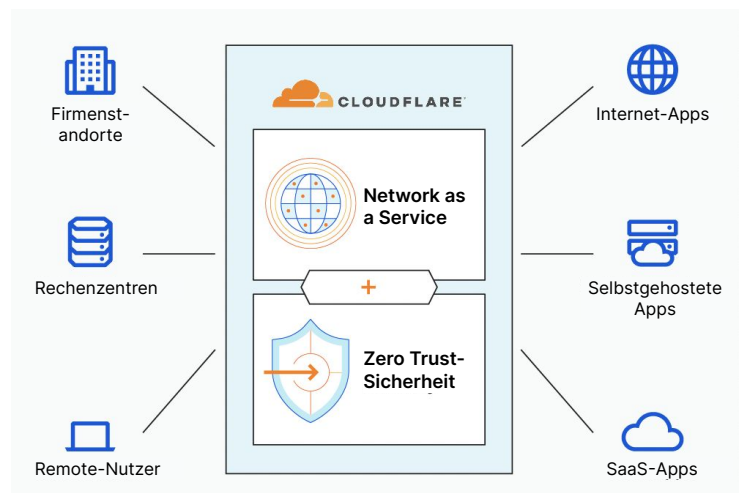 Firmenst-
andorte
Rechenzentren
Remote-Nutzer
CLOUDFLARE
Network as
a Service
+
Zero Trust-
Sicherheit
Internet-Apps
Selbstgehostete
Apps
SaaS-Apps